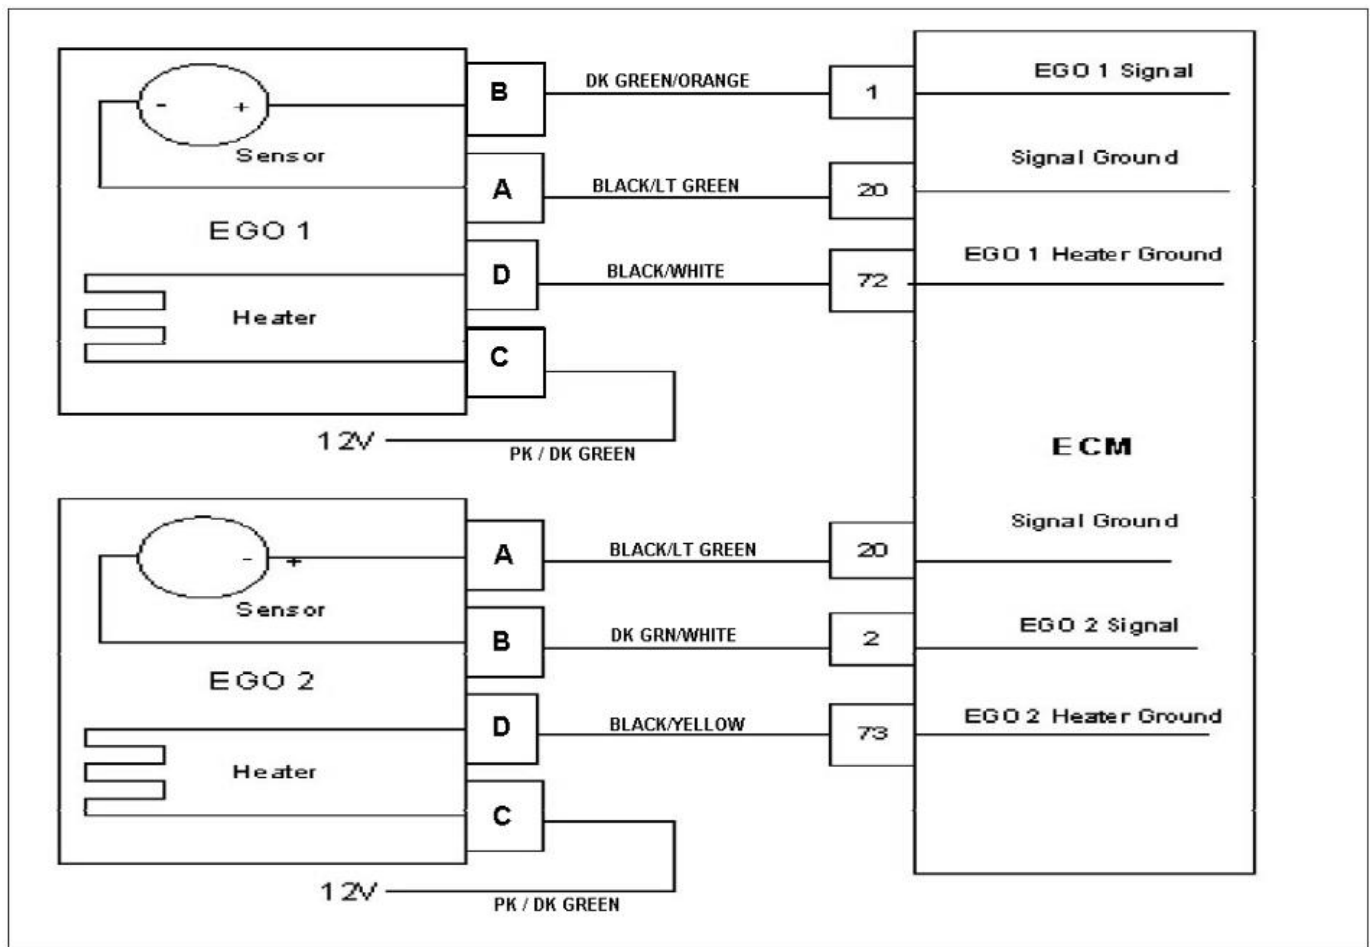 B DK GREEN/ORANGE 1 EGO 1 Signal
- +
Sensor
A BLACK/LT GREEN 20 Signal Ground
EGO 1
D BLACK/WHITE 72 EGO 1 Heater Ground
Heater
C
12V PK / DK GREEN
ECM
A BLACK/LT GREEN 20 Signal Ground
- +
Sensor
B DK GRN/WHITE 2 EGO 2 Signal
EGO 2
D BLACK/YELLOW 73 EGO 2 Heater Ground
Heater
C
12V PK / DK GREEN